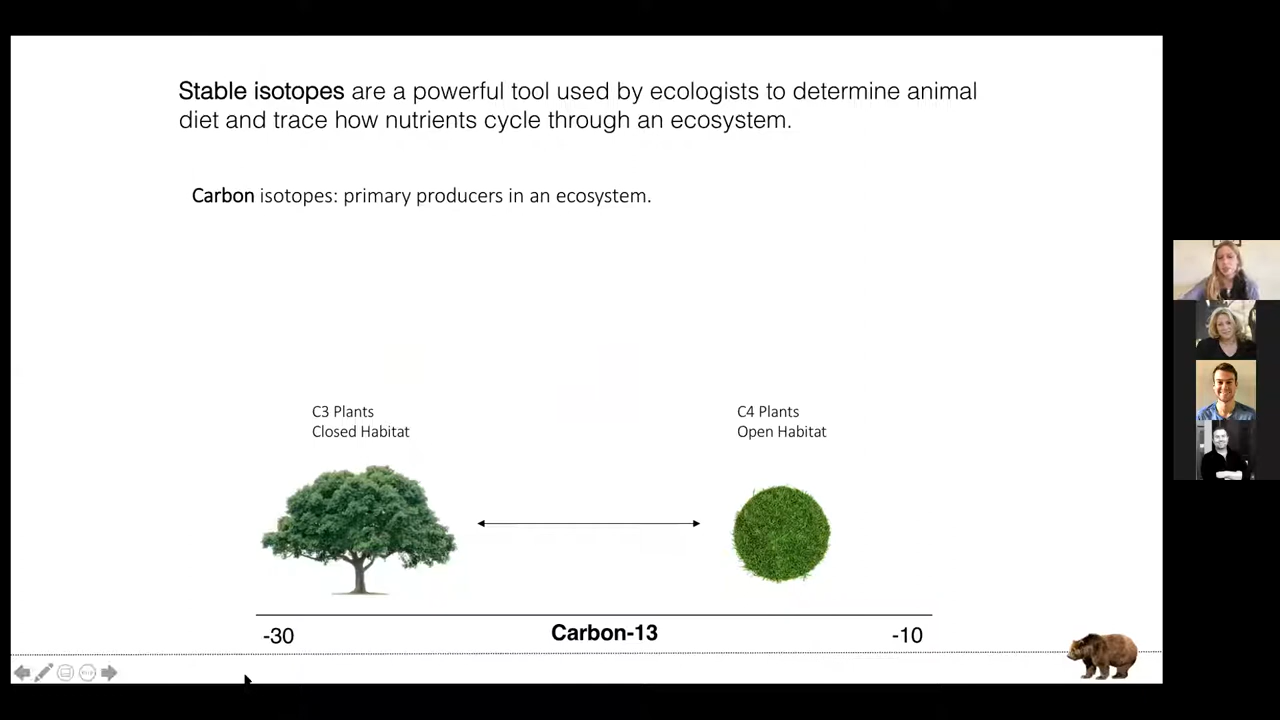 Stable isotopes are a powerful tool used by ecologists to determine animal
diet and trace how nutrients cycle through an ecosystem.
Carbon isotopes: primary producers in an ecosystem.
C3 Plants
Closed Habitat
C4 Plants
Open Habitat
-30
Carbon-13
-10